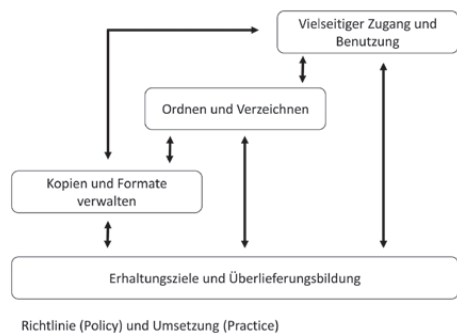 Vielseitiger Zugang und
Benutzung
Ordnen und Verzeichnen
Kopien und Formate
verwalten
Erhaltungsziele und Überlieferungsbildung
Richtlinie (Policy) und Umsetzung (Practice)